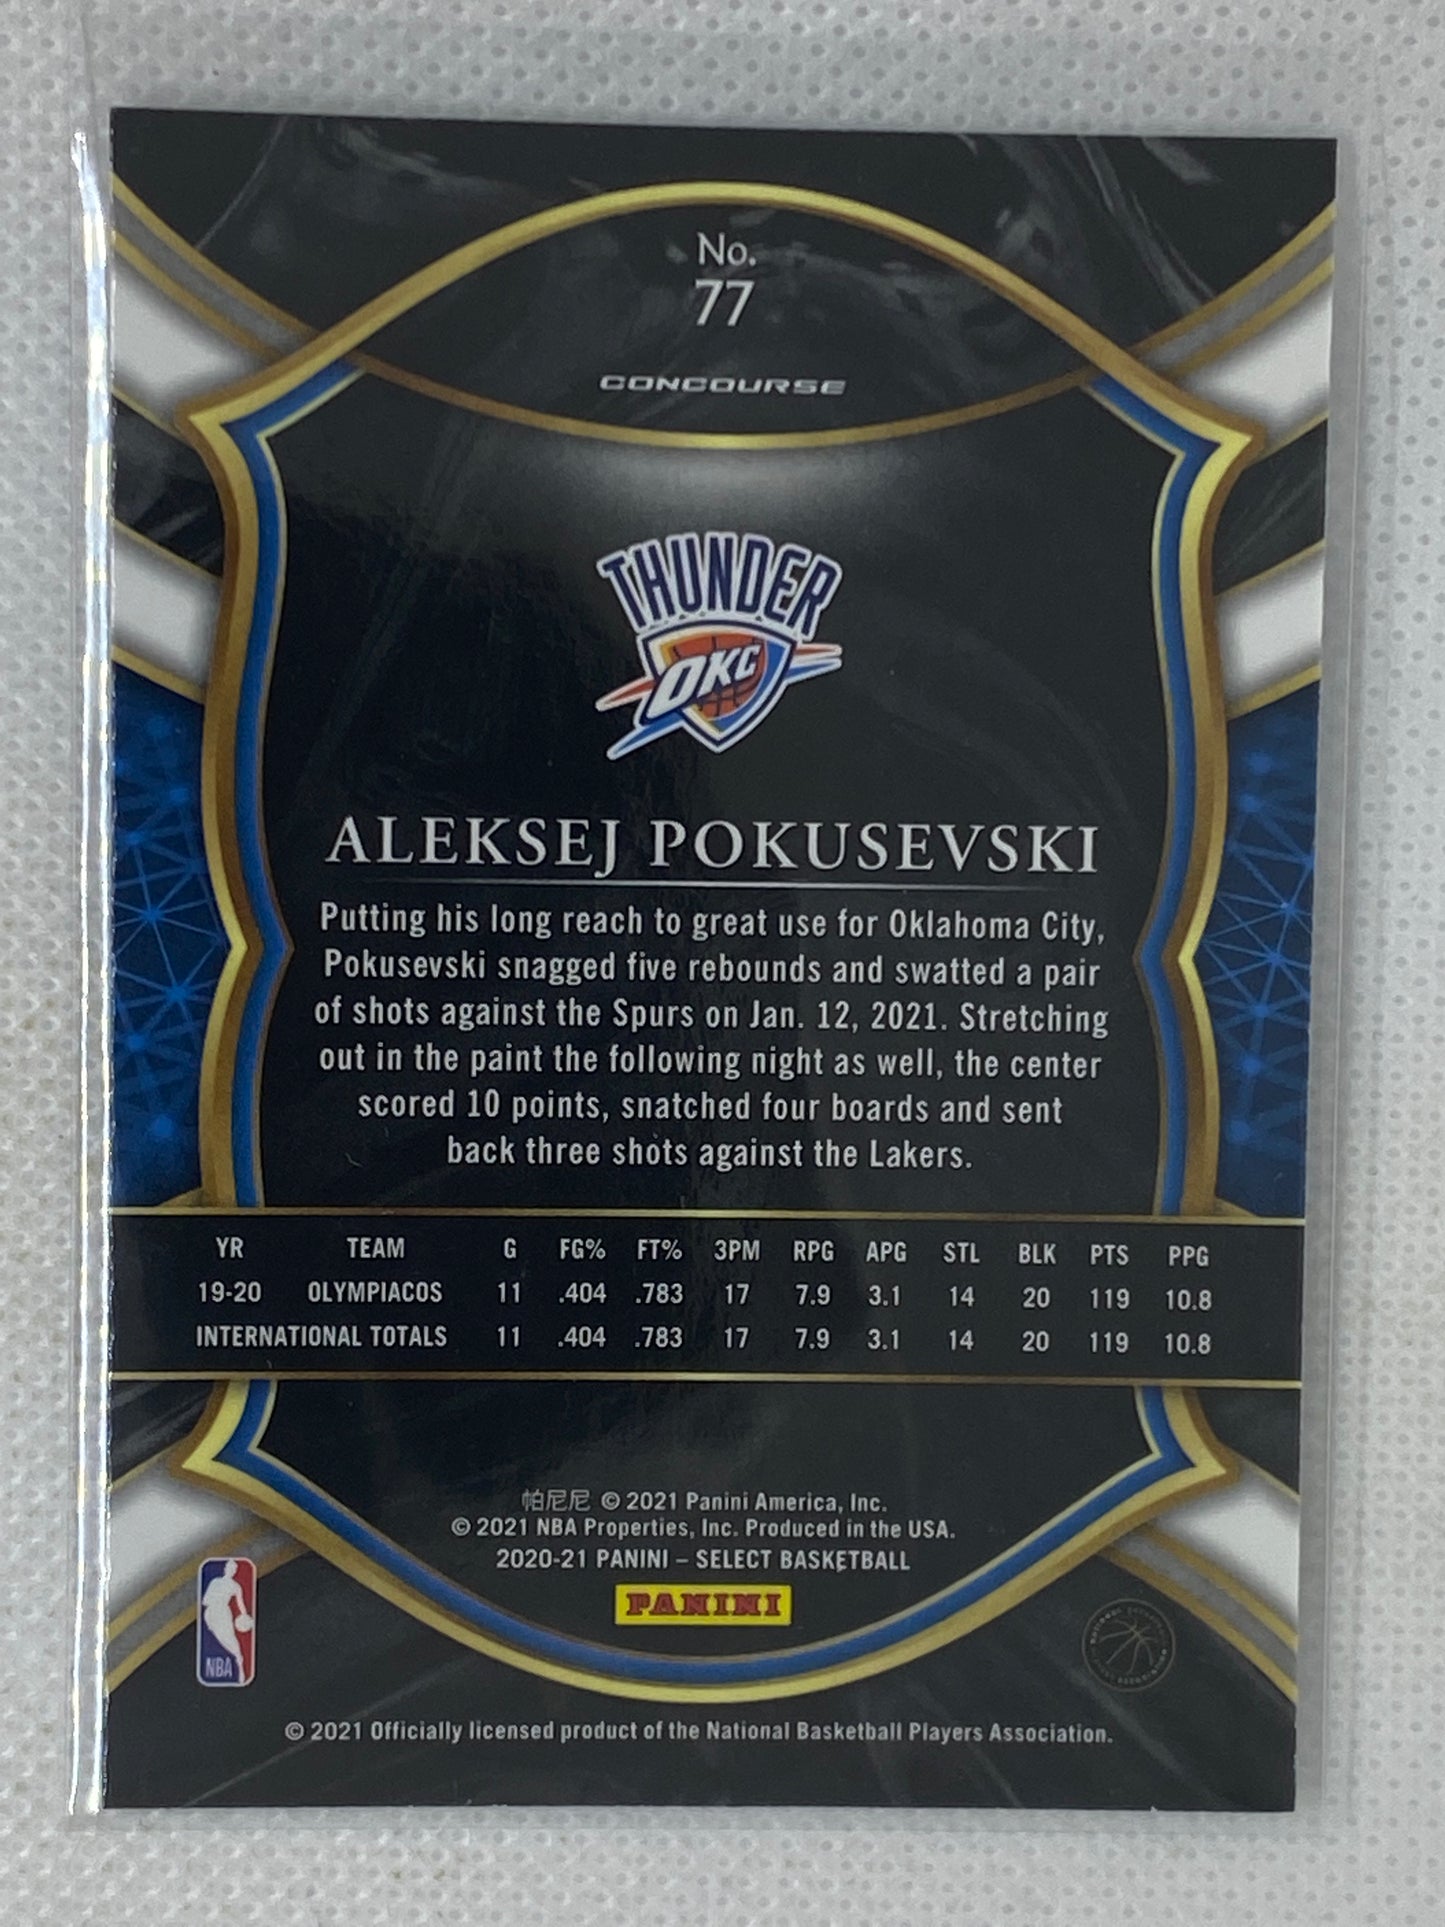 No.
77
CONCOURSE
THUNDER
OKC
ALEKSEJ POKUSEVSKI
Putting his long reach to great use for Oklahoma City,
Pokusevski snagged five rebounds and swatted a pair
of shots against the Spurs on Jan. 12, 2021. Stretching
out in the paint the following night as well, the center
scored 10 points, snatched four boards and sent
back three shots against the Lakers.
YR TEAM G FG% FT% 3PM RPG APG STL BLK PTS PPG
19-20 OLYMPIACOS 11 .404 .783 17 7.9 3.1 14 20 119 10.8
INTERNATIONAL TOTALS 11 .404 .783 17 7.9 3.1 14 20 119 10.8
帕尼尼 © 2021 Panini America, Inc.
© 2021 NBA Properties, Inc. Produced in the USA.
2020-21 PANINI – SELECT BASKETBALL
PANINI
NBA
© 2021 Officially licensed product of the National Basketball Players Association.